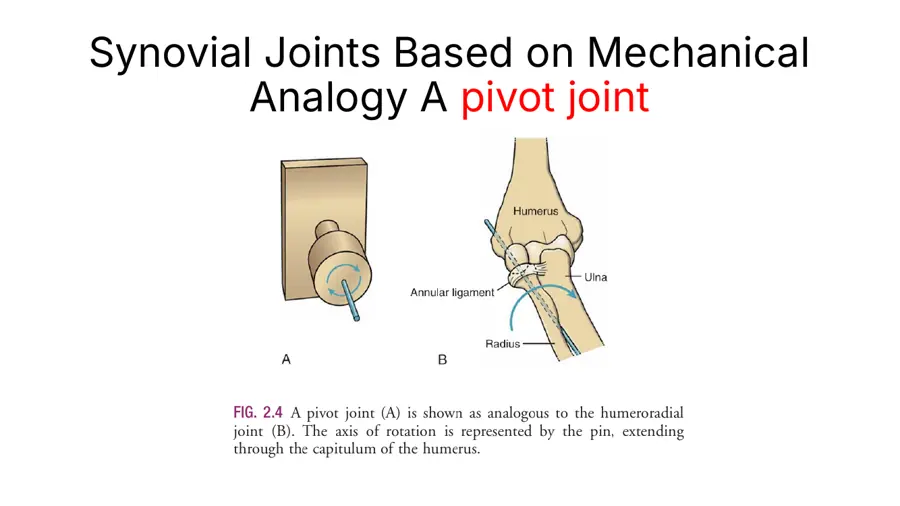 Synovial Joints Based on Mechanical
Analogy A pivot joint
Humerus
Ulna
Annular ligament
Radius
A
B
FIG. 2.4 A pivot joint (A) is shown as analogous to the humeroradial
joint (B). The axis of rotation is represented by the pin, extending
through the capitulum of the humerus.